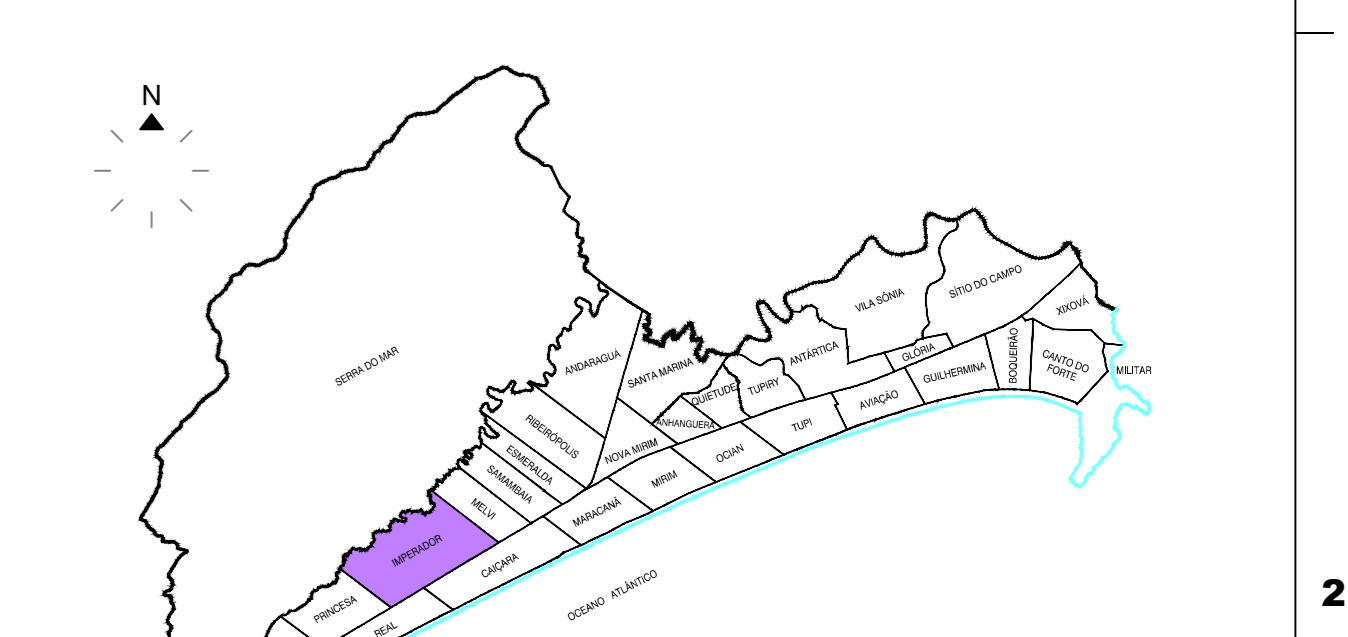 N
SÍTIO DO CAMPO
VILA SÔNIA
XIXOVÁ
ANTÁRTICA
GLÓRIA
BOQUEIRÃO
CANTO DO
FORTE
MILITAR
SERRA DO MAR
ANDARAGUÁ
SANTA MARINA
GUILHERMINA
QUIETUDE
TUPIRY
AVIAÇÃO
ANHANGUERA
TUPI
RIBEIRÓPOLIS
NOVA MIRIM
OCIAN
ESMERALDA
MIRIM
SAMAMBAIA
MELVI
MARACANÃ
IMPERADOR
CAIÇARA
OCEANO ATLÂNTICO
PRINCESA
REAL
2